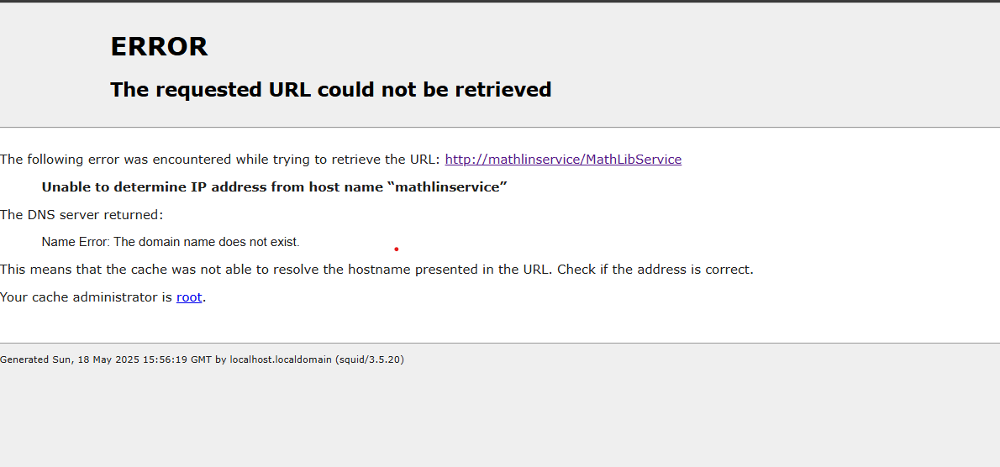 ERROR
The requested URL could not be retrieved
The following error was encountered while trying to retrieve the URL: http://mathlinservice/MathLibService
Unable to determine IP address from host name “mathlinservice”
The DNS server returned:
Name Error: The domain name does not exist.
This means that the cache was not able to resolve the hostname presented in the URL. Check if the address is correct.
Your cache administrator is root.
Generated Sun, 18 May 2025 15:56:19 GMT by localhost.localdomain (squid/3.5.20)